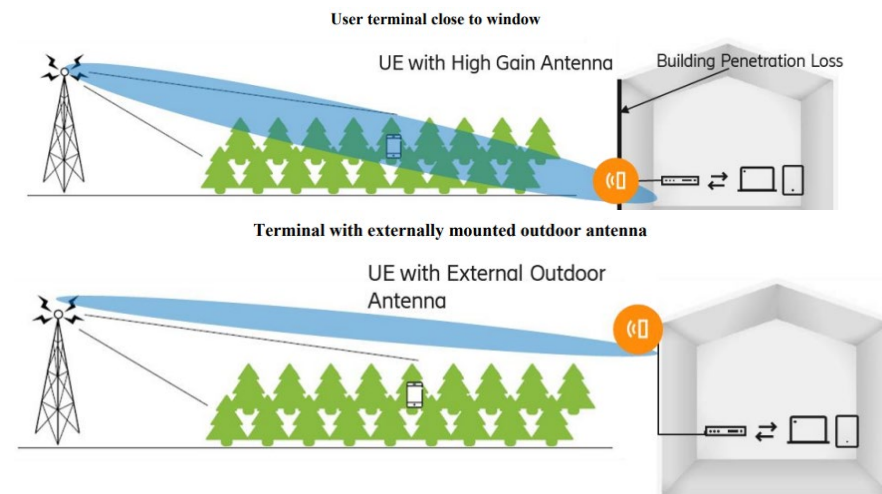 User terminal close to window
UE with High Gain Antenna
Building Penetration Loss
Terminal with externally mounted outdoor antenna
UE with External Outdoor
Antenna